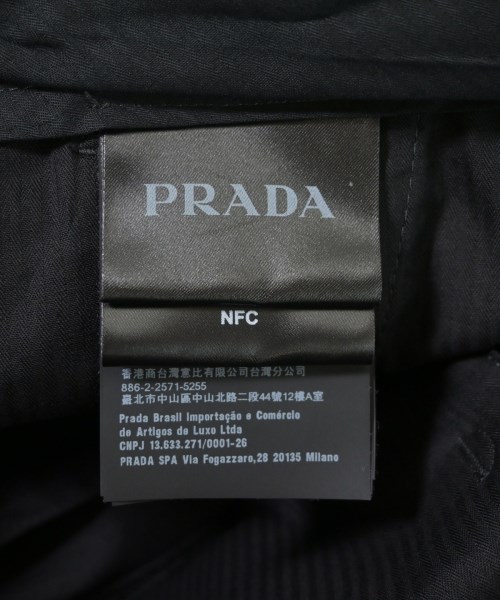 PRADA
NFC
香港商台灣意比有限公司台灣分公司
886-2-2571-5255
臺北市中山區中山北路二段44號12樓A室
Prada Brasil Importação e Comércio
de Artigos de Luxo Ltda
CNPJ 13.633.271/0001-26
PRADA SPA Via Fogazzaro,28 20135 Milano